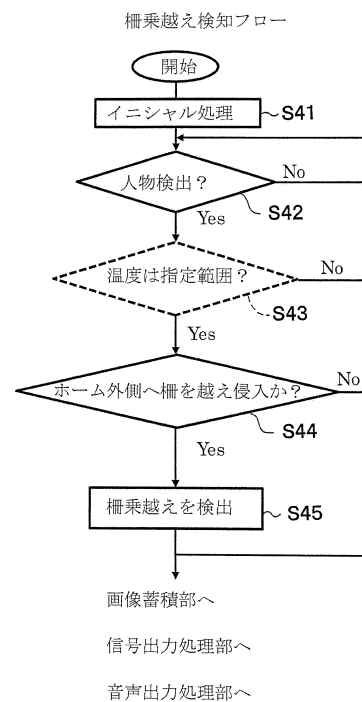 柵乗越え検知フロー
開始
イニシャル処理
S41
人物検出？
No
S42
Yes
温度は指定範囲？
No
S43
Yes
ホーム外側へ柵を越え侵入か？
No
S44
Yes
柵乗越えを検出
S45
画像蓄積部へ
信号出力処理部へ
音声出力処理部へ